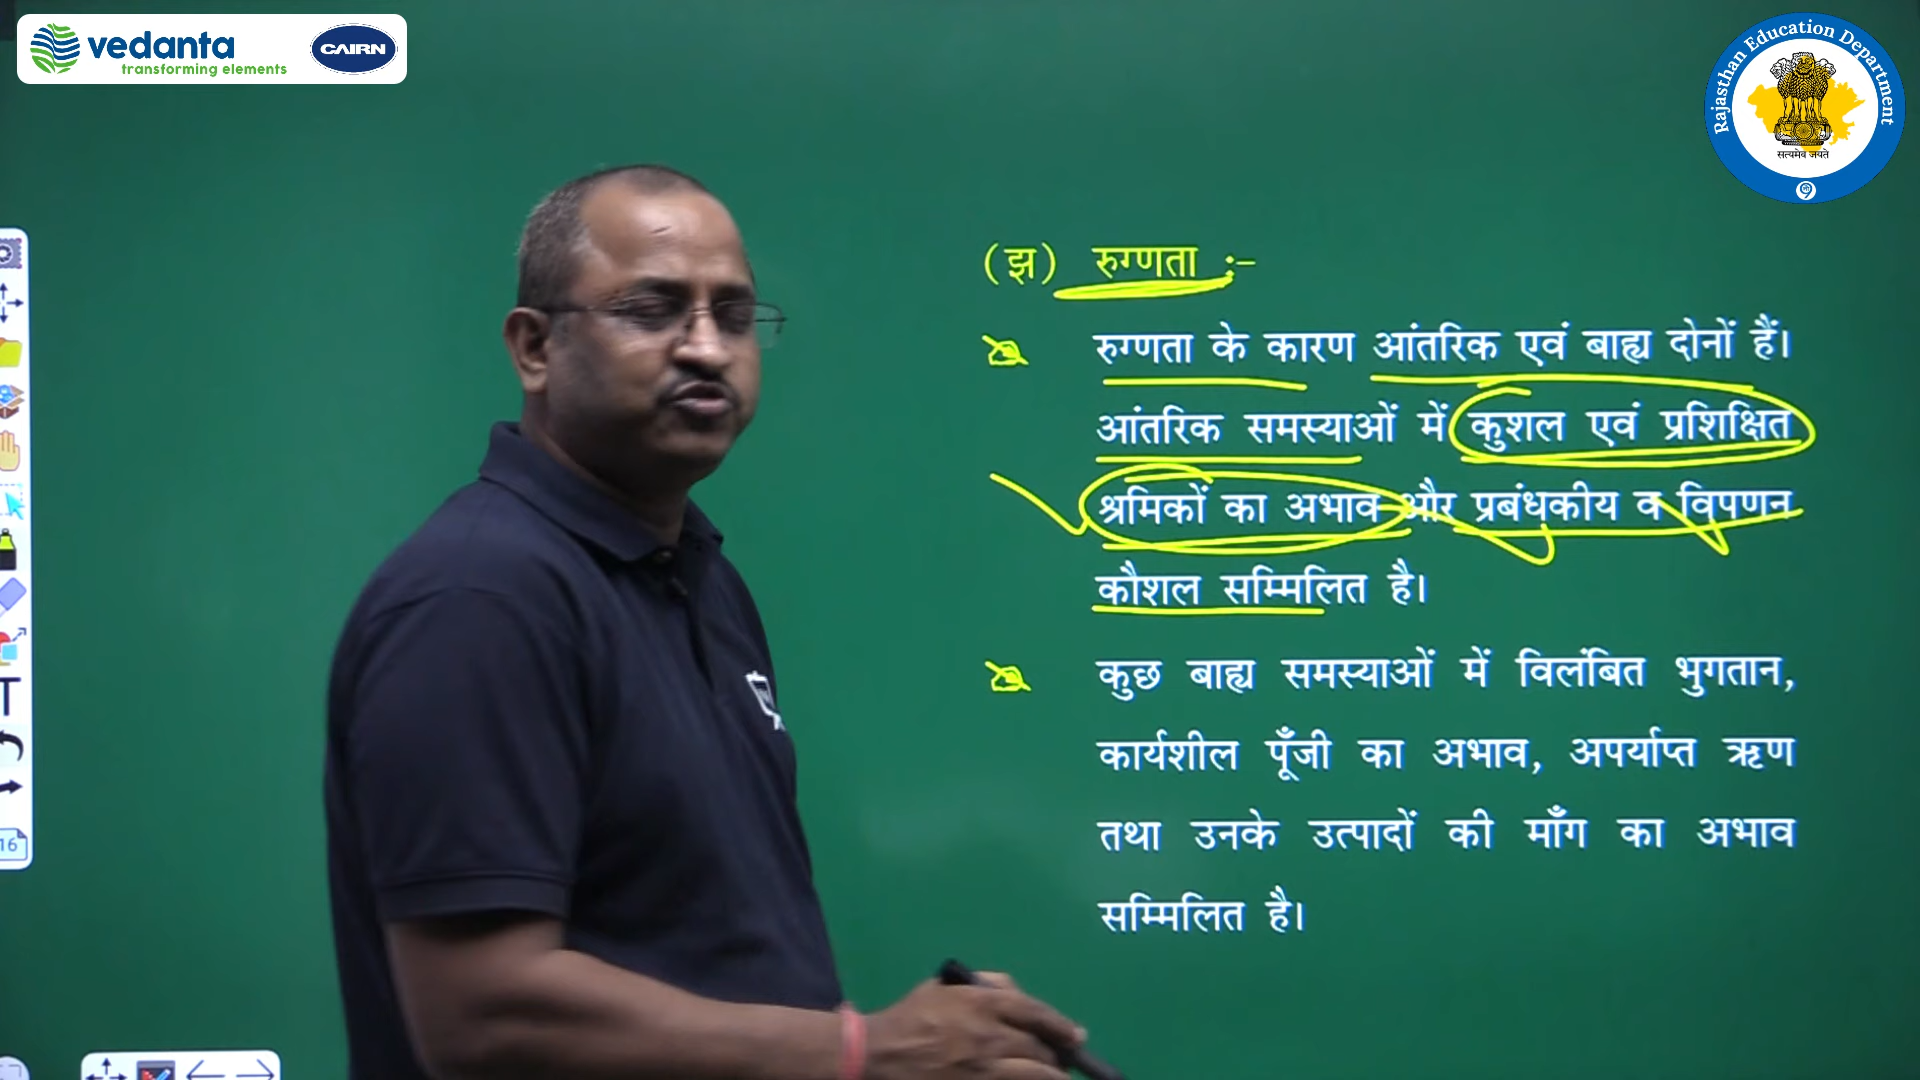 vedanta
transforming elements
CAIRN
Rajasthan Education Department
सत्यमेव जयते
(झ) रुग्णता :-
रुग्णता के कारण आंतरिक एवं बाह्य दोनों हैं।
आंतरिक समस्याओं में कुशल एवं प्रशिक्षित
श्रमिकों का अभाव और प्रबंधकीय व विपणन
कौशल सम्मिलित है।
कुछ बाह्य समस्याओं में विलंबित भुगतान,
कार्यशील पूँजी का अभाव, अपर्याप्त ऋण
तथा उनके उत्पादों की माँग का अभाव
सम्मिलित है।
T
16